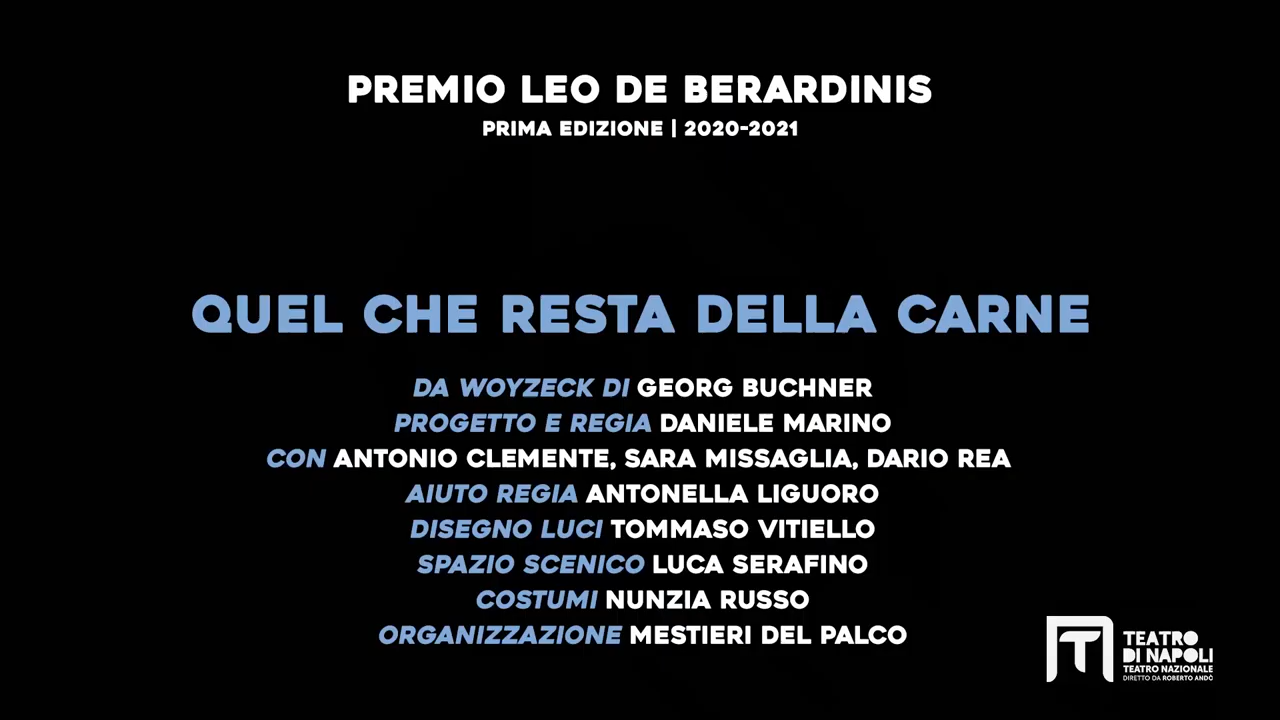 PREMIO LEO DE BERARDINIS
PRIMA EDIZIONE | 2020-2021
QUEL CHE RESTA DELLA CARNE
DA WOYZECK DI GEORG BUCHNER
PROGETTO E REGIA DANIELE MARINO
CON ANTONIO CLEMENTE, SARA MISSAGLIA, DARIO REA
AIUTO REGIA ANTONELLA LIGUORO
DISEGNO LUCI TOMMASO VITIELLO
SPAZIO SCENICO LUCA SERAFINO
COSTUMI NUNZIA RUSSO
ORGANIZZAZIONE MESTIERI DEL PALCO
TEATRO
DI NAPOLI
TEATRO NAZIONALE
DIRETTO DA ROBERTO ANDÒ